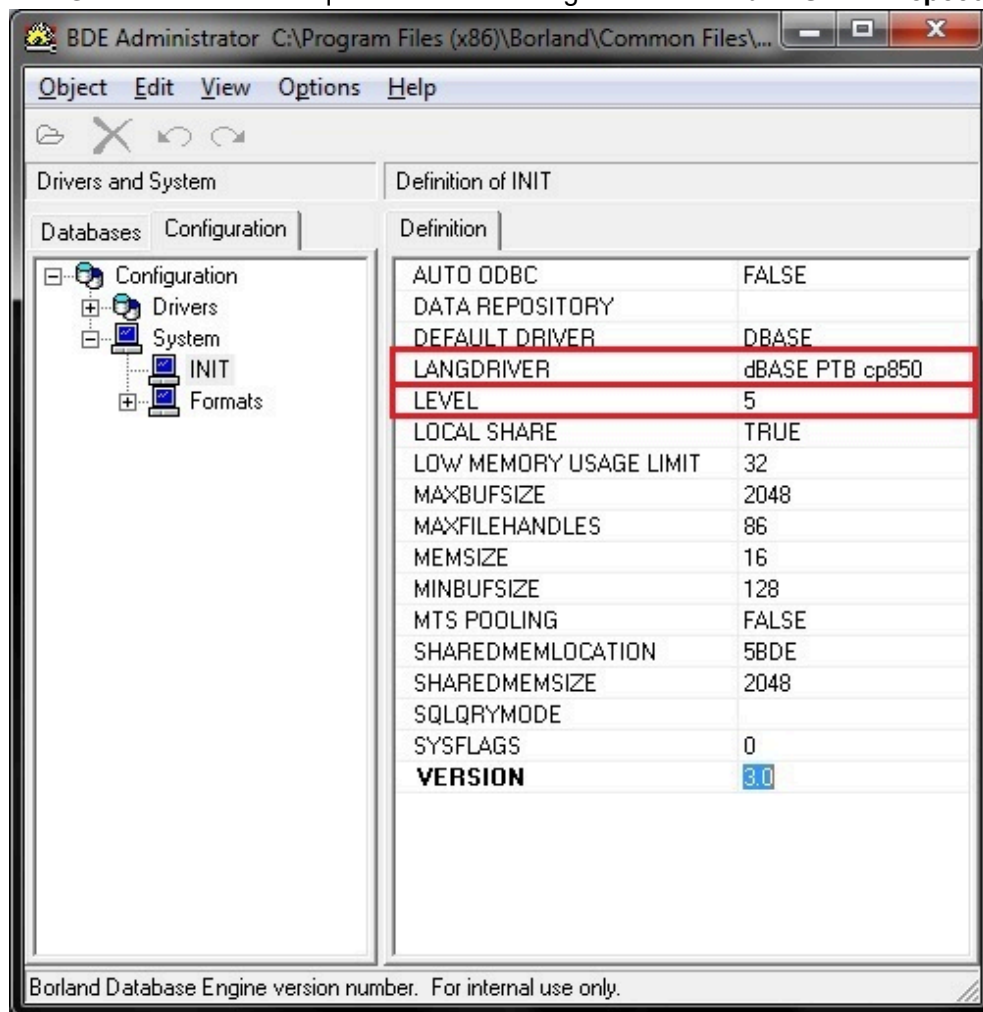 BDE Administrator C:\Program Files (x86)\Borland\Common Files\...
Object Edit View Options Help
Drivers and System
Definition of INIT
Databases Configuration
Definition
Configuration
Drivers
System
INIT
Formats
AUTO ODBC FALSE
DATA REPOSITORY
DEFAULT DRIVER DBASE
LANGDRIVER dBASE PTB cp850
LEVEL 5
LOCAL SHARE TRUE
LOW MEMORY USAGE LIMIT 32
MAXBUFSIZE 2048
MAXFILEHANDLES 86
MEMSIZE 16
MINBUFSIZE 128
MTS POOLING FALSE
SHAREDMEMLOCATION 5BDE
SHAREDMEMSIZE 2048
SQLQRYMODE
SYSFLAGS 0
VERSION 3.0
Borland Database Engine version number. For internal use only.